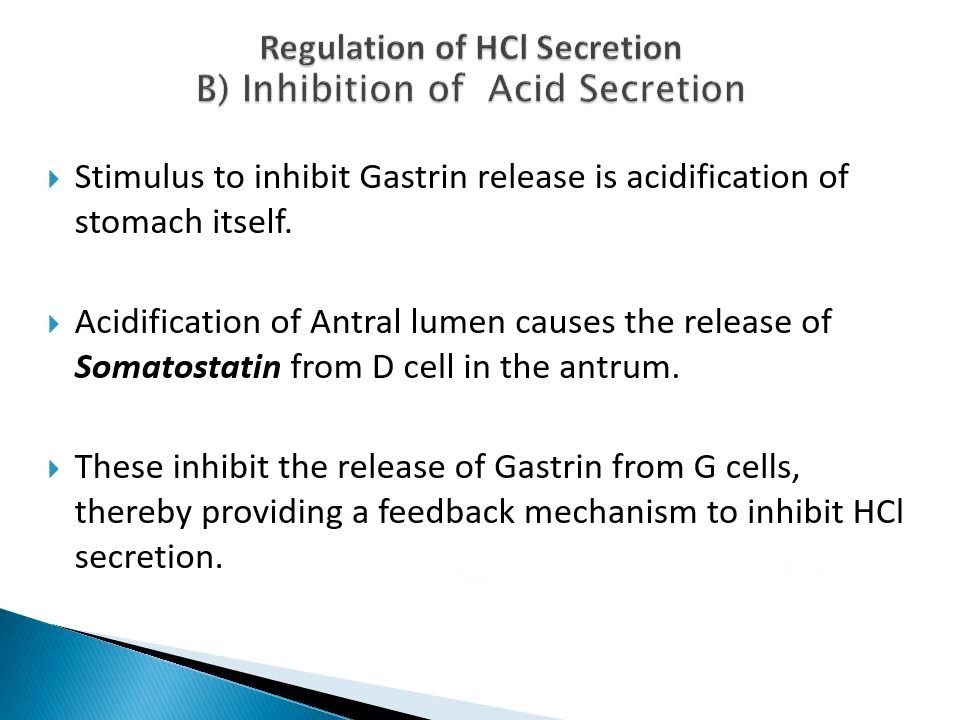 Regulation of HCl Secretion
B) Inhibition of  Acid Secretion
Stimulus to inhibit Gastrin release is acidification of
stomach itself.
Acidification of Antral lumen causes the release of
Somatostatin from D cell in the antrum.
These inhibit the release of Gastrin from G cells,
thereby providing a feedback mechanism to inhibit HCl
secretion.